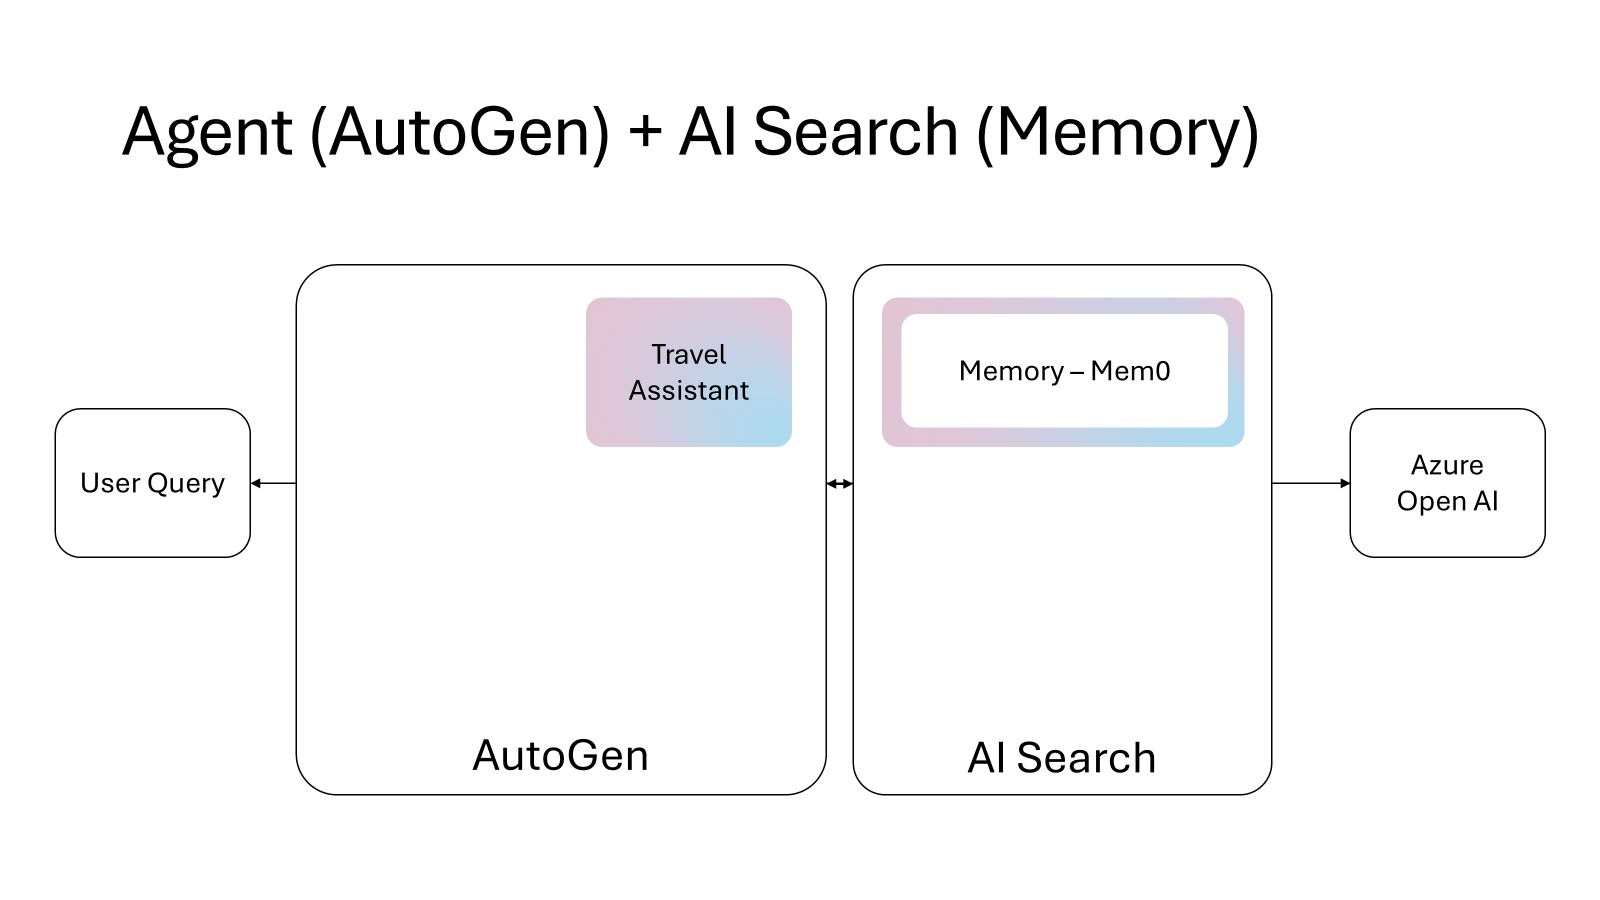 Agent (AutoGen) + AI Search (Memory)
Travel
Assistant
Memory – Mem0
User Query
Azure
Open AI
AutoGen
AI Search